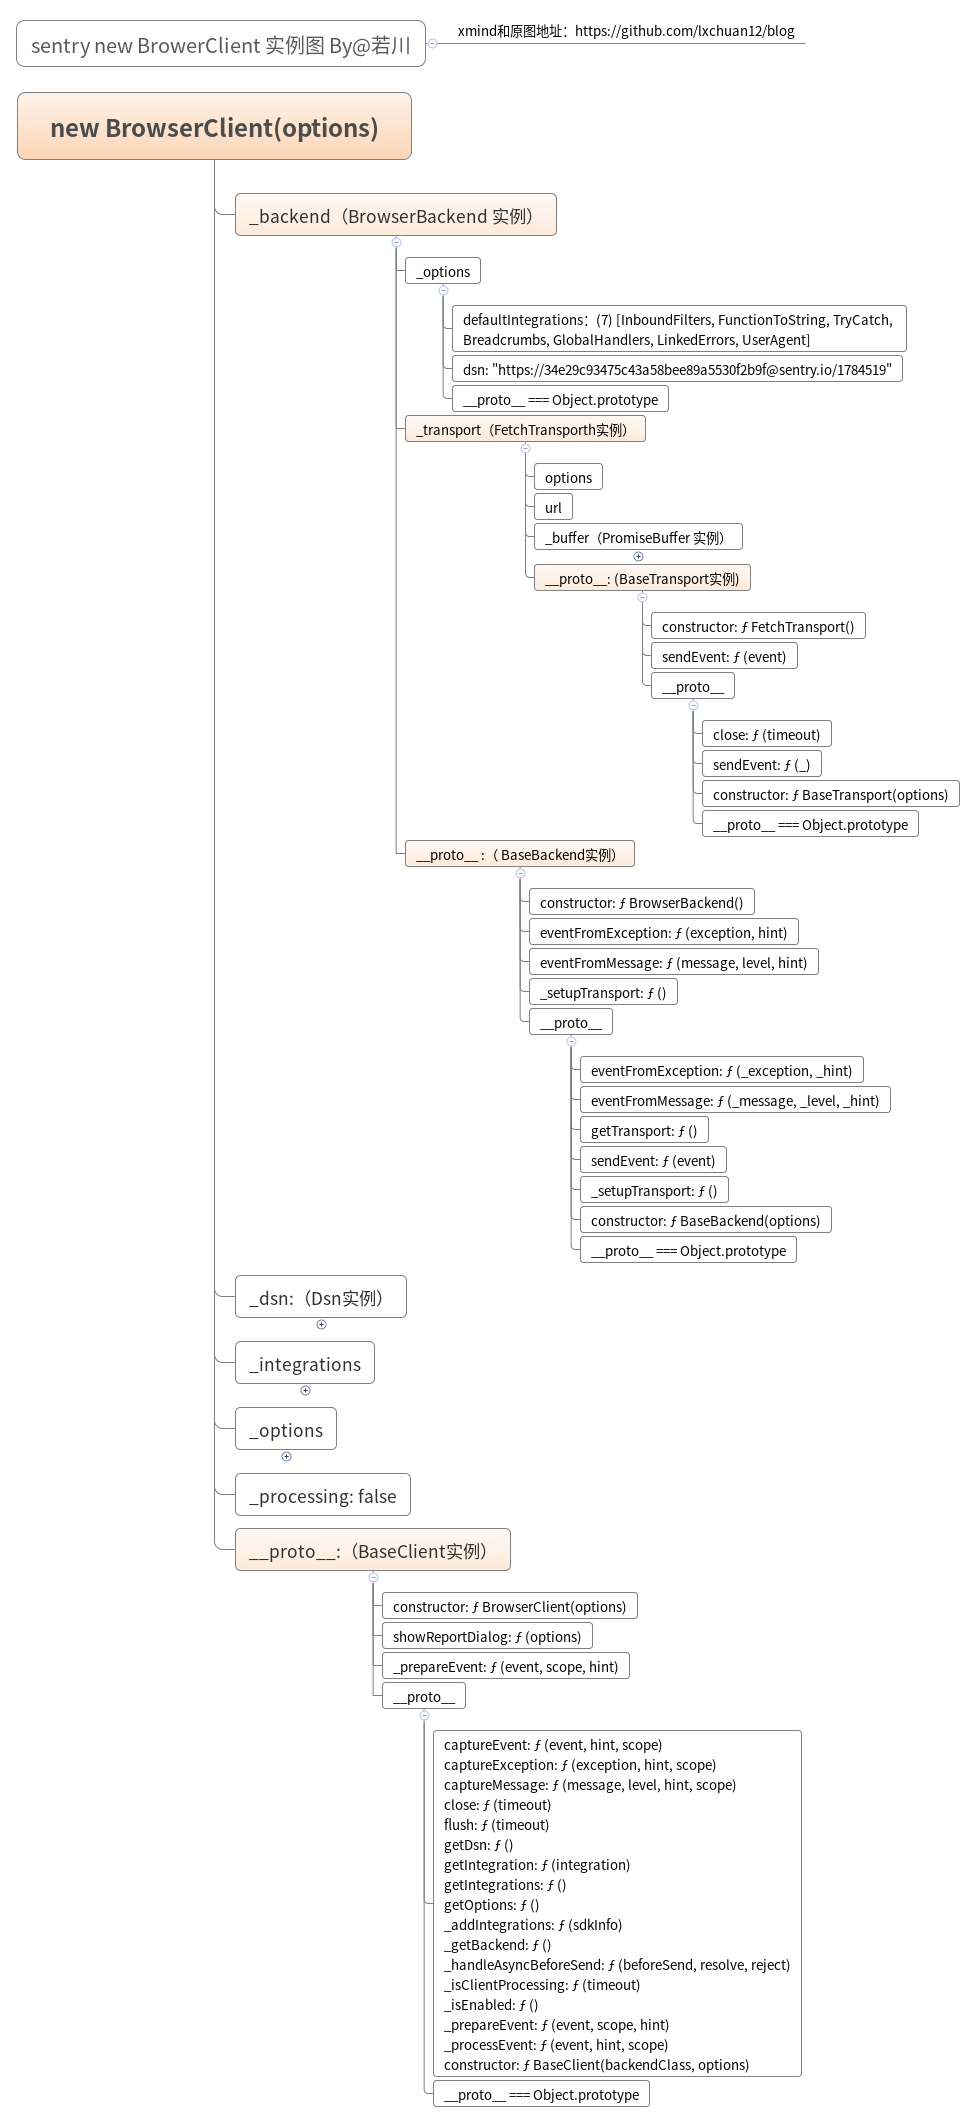 sentry new BrowerClient 实例图 By@若川
xmind和原图地址：https://github.com/lxchuan12/blog
new BrowserClient(options)
_backend（BrowserBackend 实例）
_options
defaultIntegrations：(7) [InboundFilters, FunctionToString, TryCatch,
Breadcrumbs, GlobalHandlers, LinkedErrors, UserAgent]
dsn: "https://34e29c93475c43a58bee89a5530f2b9f@sentry.io/1784519"
__proto__ === Object.prototype
_transport（FetchTransporth实例）
options
url
_buffer（PromiseBuffer 实例）
__proto__: (BaseTransport实例)
constructor: ƒ FetchTransport()
sendEvent: ƒ (event)
__proto__
close: ƒ (timeout)
sendEvent: ƒ (_)
constructor: ƒ BaseTransport(options)
__proto__ === Object.prototype
__proto__ :（ BaseBackend实例）
constructor: ƒ BrowserBackend()
eventFromException: ƒ (exception, hint)
eventFromMessage: ƒ (message, level, hint)
_setupTransport: ƒ ()
__proto__
eventFromException: ƒ (_exception, _hint)
eventFromMessage: ƒ (_message, _level, _hint)
getTransport: ƒ ()
sendEvent: ƒ (event)
_setupTransport: ƒ ()
constructor: ƒ BaseBackend(options)
__proto__ === Object.prototype
_dsn:（Dsn实例）
_integrations
_options
_processing: false
__proto__:（BaseClient实例）
constructor: ƒ BrowserClient(options)
showReportDialog: ƒ (options)
_prepareEvent: ƒ (event, scope, hint)
__proto__
captureEvent: ƒ (event, hint, scope)
captureException: ƒ (exception, hint, scope)
captureMessage: ƒ (message, level, hint, scope)
close: ƒ (timeout)
flush: ƒ (timeout)
getDsn: ƒ ()
getIntegration: ƒ (integration)
getIntegrations: ƒ ()
getOptions: ƒ ()
_addIntegrations: ƒ (sdkInfo)
_getBackend: ƒ ()
_handleAsyncBeforeSend: ƒ (beforeSend, resolve, reject)
_isClientProcessing: ƒ (timeout)
_isEnabled: ƒ ()
_prepareEvent: ƒ (event, scope, hint)
_processEvent: ƒ (event, hint, scope)
constructor: ƒ BaseClient(backendClass, options)
__proto__ === Object.prototype